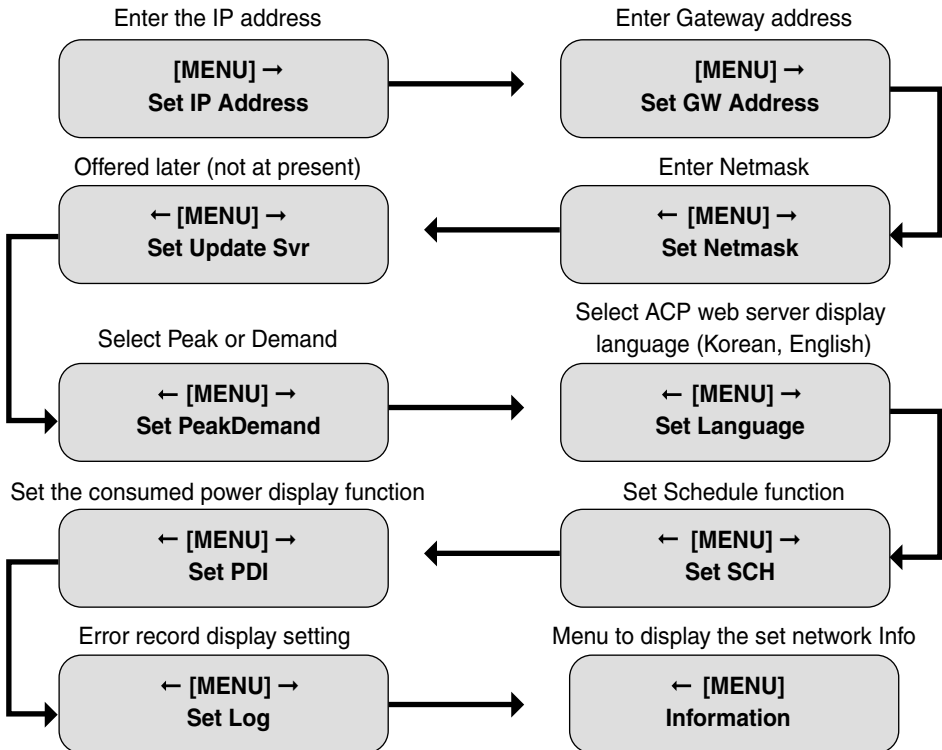 Enter the IP address
[MENU] →
Set IP Address
Enter Gateway address
[MENU] →
Set GW Address
Offered later (not at present)
← [MENU] →
Set Update Svr
Enter Netmask
← [MENU] →
Set Netmask
Select Peak or Demand
← [MENU] →
Set PeakDemand
Select ACP web server display
language (Korean, English)
← [MENU] →
Set Language
Set the consumed power display function
← [MENU] →
Set PDI
Set Schedule function
← [MENU] →
Set SCH
Error record display setting
← [MENU] →
Set Log
Menu to display the set network Info
← [MENU]
Information